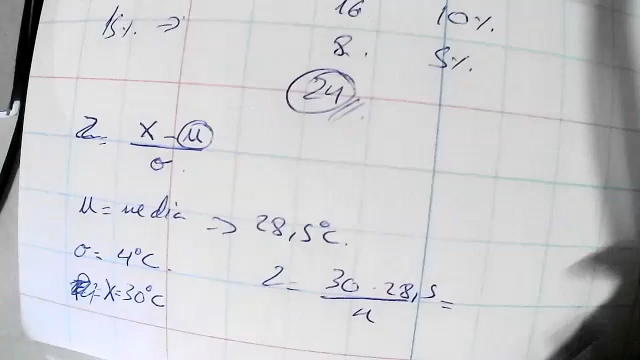 16 10%
15% =>
8. 5%
24
Z = X - μ
σ.
μ = media => 28,5°C.
σ = 4°C.
X = 30°C
Z = 30 - 28,5 =
4